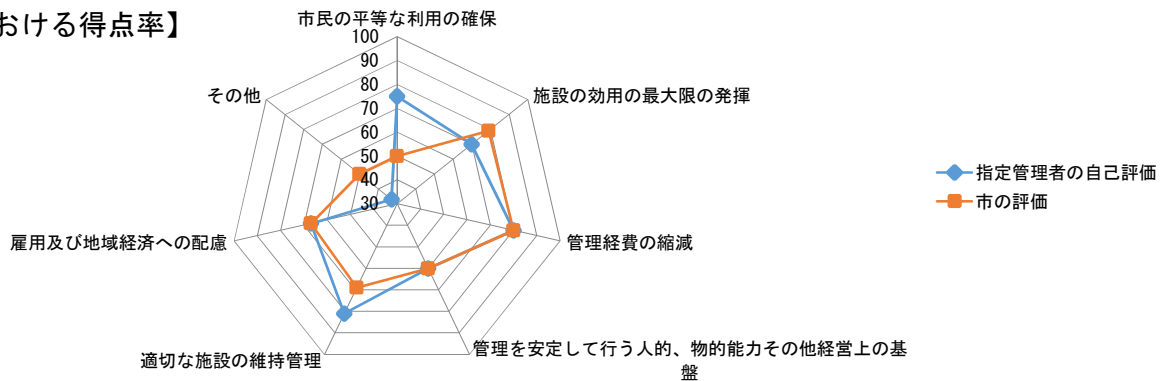 おける得点率】
市民の平等な利用の確保
100
90
80
70
60
50
40
30
施設の効用の最大限の発揮
管理経費の縮減
管理を安定して行う人的、物的能力その他経営上の基
盤
適切な施設の維持管理
雇用及び地域経済への配慮
その他
指定管理者の自己評価
市の評価